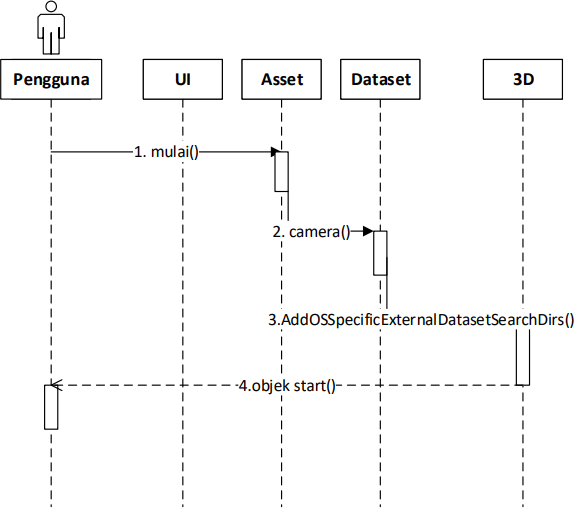 Pengguna
UI
Asset
Dataset
3D
1. mulai()
2. camera()
3.AddOSSpecificExternalDatasetSearchDirs()
4.objek start()